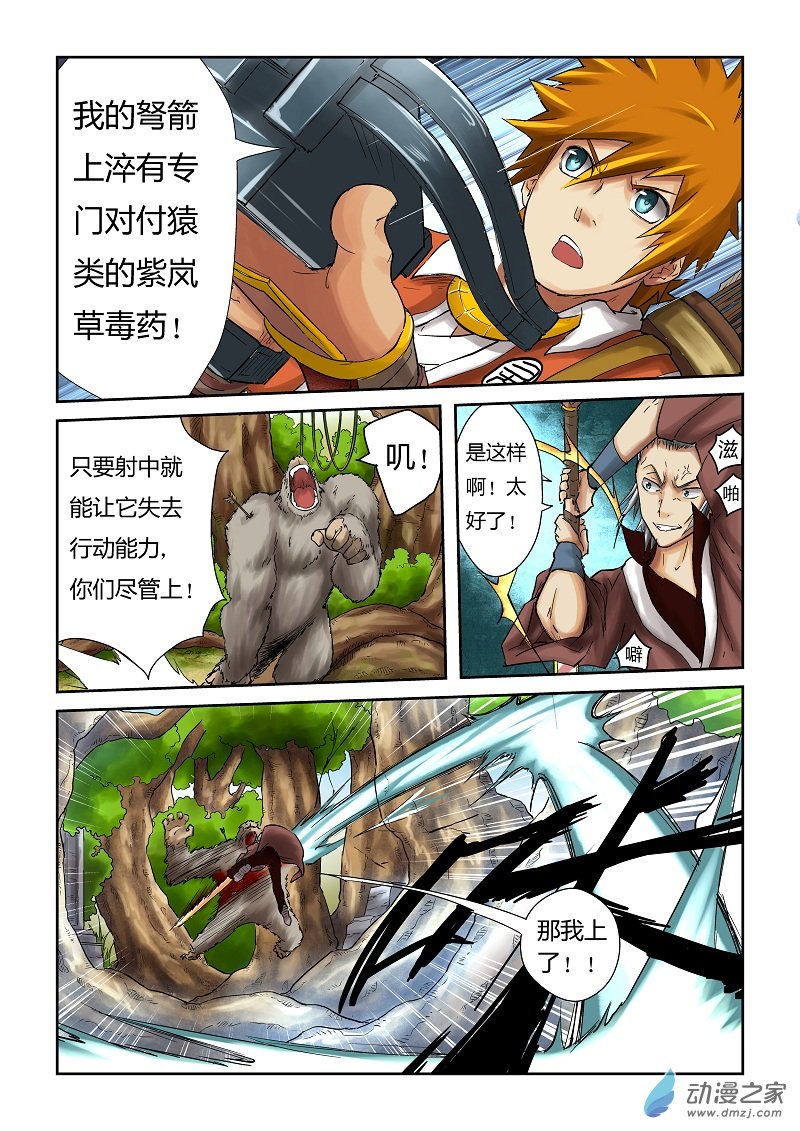 我的弩箭
上淬有专
门对付猿
类的紫岚
草毒药！
只要射中就
能让它失去
行动能力，
你们尽管上！
叽！
是这样
啊！太
好了！
滋
啪
噼
那我上
了！！
动漫之家
www.dmzj.com